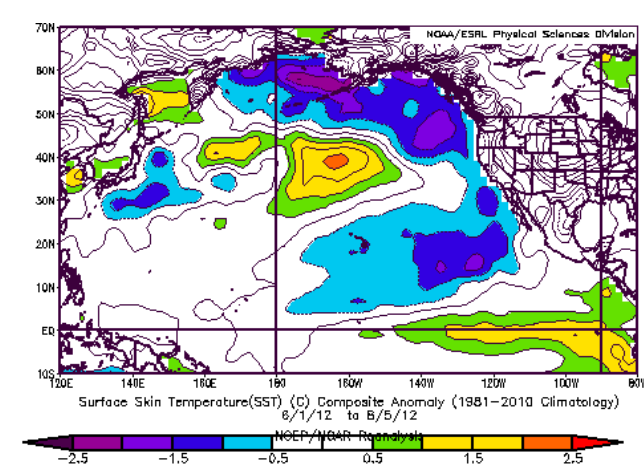 70N
NOAA/ESRL Physical Sciences Division
60N
50N
40N
30N
20N
10N
EQ
10S
120E 140E 160E 180 160W 140W 120W 100W 80W
Surface Skin Temperature(SST) (C) Composite Anomaly (1981-2010 Climatology)
6/1/12 to 6/5/12
NCEP/NCAR Reanalysis
-2.5 -1.5 -0.5 0.5 1.5 2.5